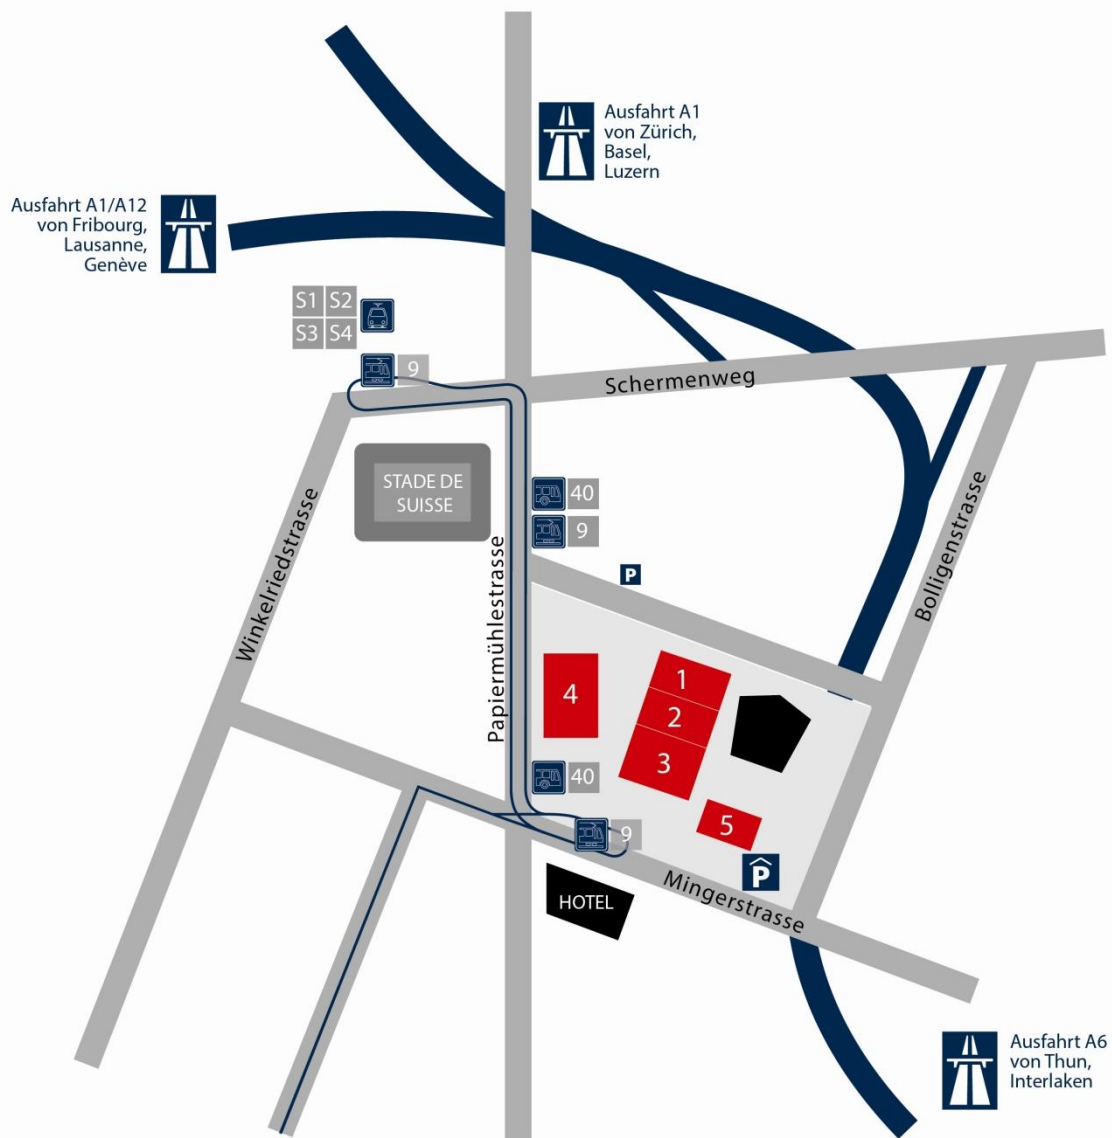 Ausfahrt A1
von Zürich,
Basel,
Luzern
Ausfahrt A1/A12
von Fribourg,
Lausanne,
Genève
S1 S2
S3 S4
9
Schermenweg
STADE DE
SUISSE
40
9
Winkelriedstrasse
Papiermühlestrasse
Bolligenstrasse
P
1
2
3
4
40
5
9
P
Mingerstrasse
HOTEL
Ausfahrt A6
von Thun,
Interlaken